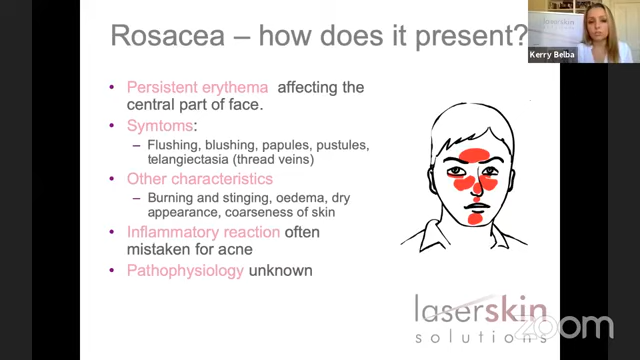 Rosacea – how does it present?
Kerry Belba
• Persistent erythema affecting the
central part of face.
• Symtoms:
– Flushing, blushing, papules, pustules,
telangiectasia (thread veins)
• Other characteristics
– Burning and stinging, oedema, dry
appearance, coarseness of skin
• Inflammatory reaction often
mistaken for acne
• Pathophysiology unknown
laserskin
solutions
zoom